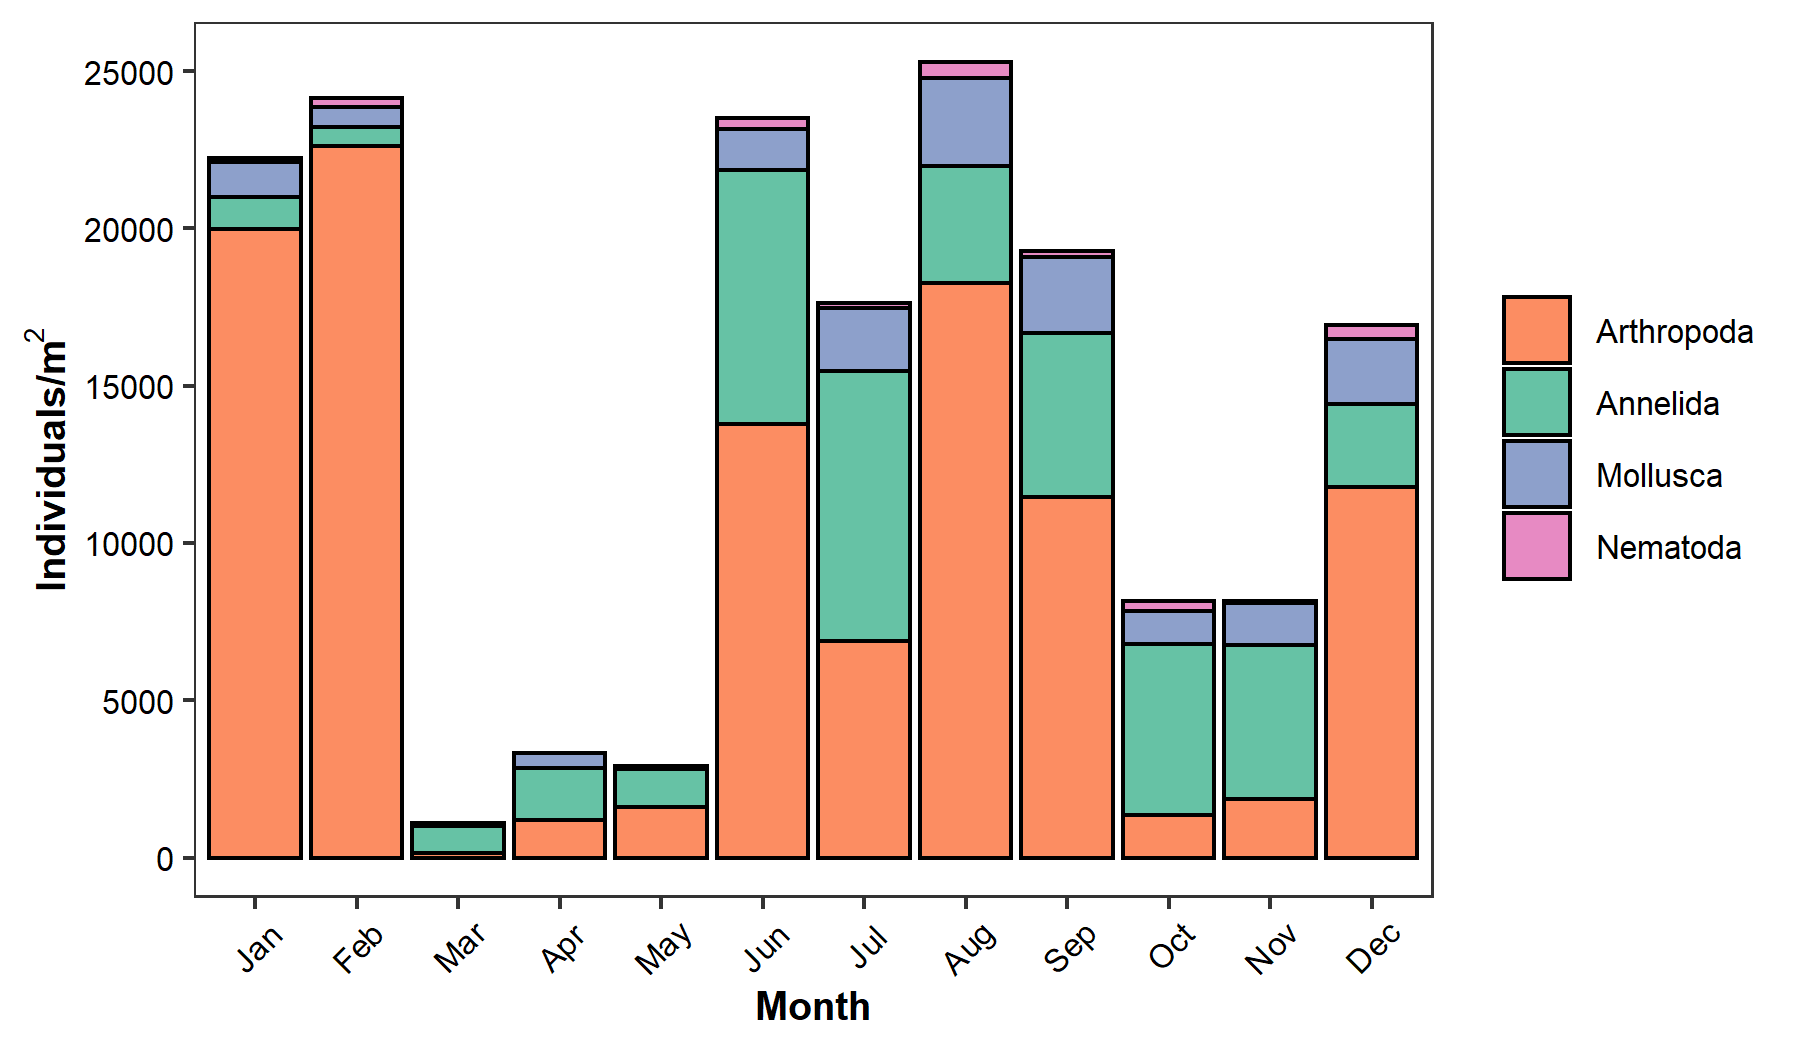 25000
20000
15000
10000
5000
0
Individuals/m²
Jan Feb Mar Apr May Jun Jul Aug Sep Oct Nov Dec
Month
Arthropoda
Annelida
Mollusca
Nematoda